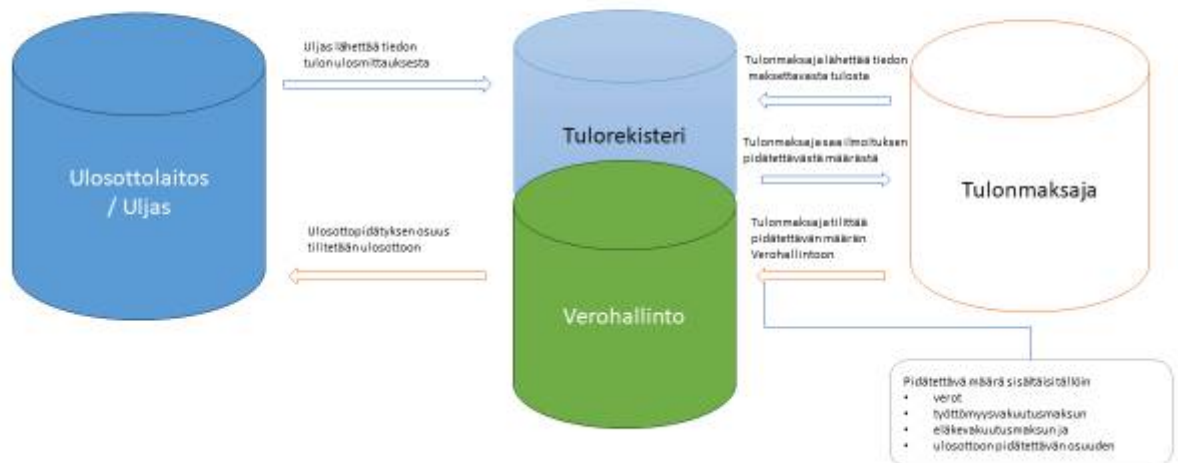 Uljas lähettää tiedon
tulon ulosmittauksesta
Tulonmaksaja lähettää tiedon
maksettavasta tulosta
Tulorekisteri
Tulonmaksaja saa ilmoituksen
pidätettävästä määrästä
Ulosottolaitos
/ Uljas
Tulonmaksaja
Ulosottopidätyksen osuus
tilitetään ulosottoon
Tulonmaksaja tilittää
pidätettävän määrän
Verohallintoon
Verohallinto
Pidätettävä määrä sisältäisi tällöin
• verot
• työttömyysvakuutusmaksun
• eläkevakuutusmaksun ja
• ulosottoon pidätettävän osuuden